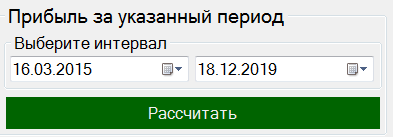 Прибыль за указанный период
Выберите интервал
16.03.2015 18.12.2019
Рассчитать